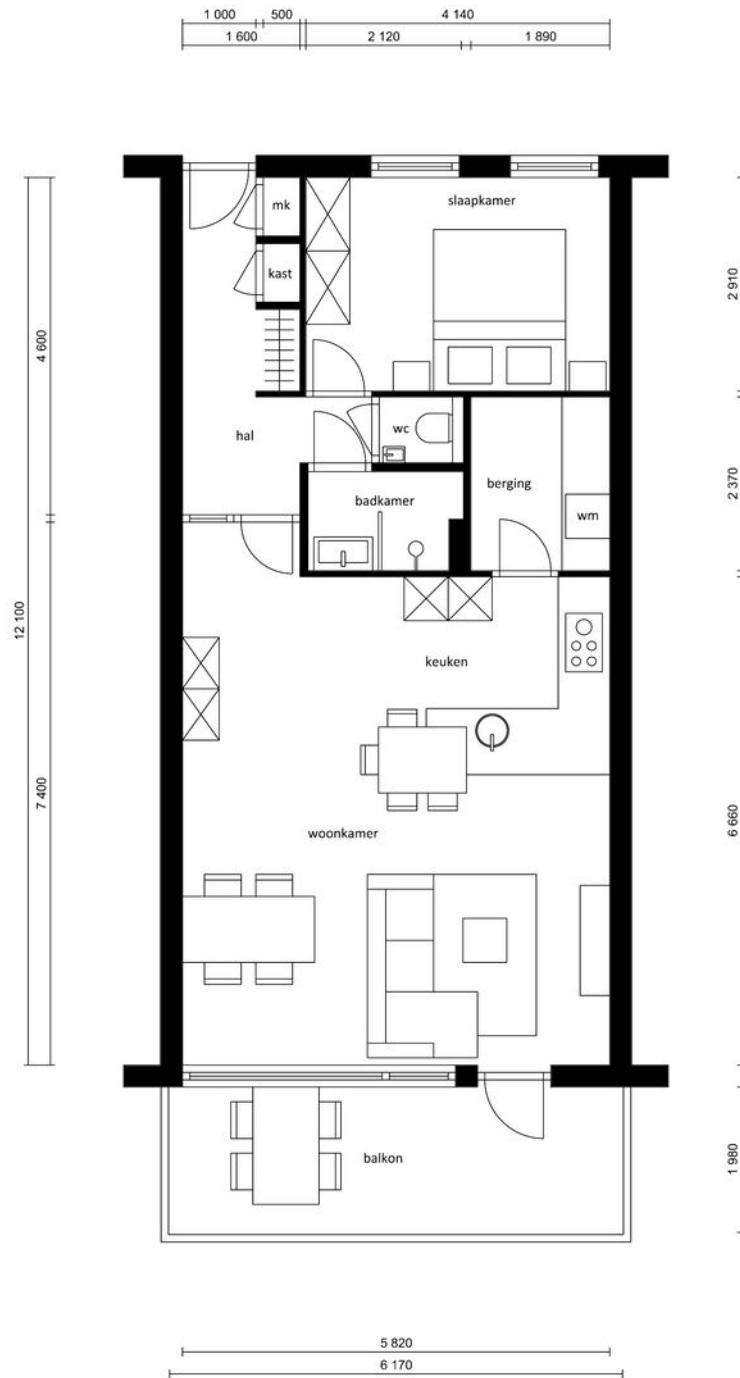 1 000
500
4 140
1 600
2 120
1 890
mk
slaapkamer
kast
2 910
4 600
hal
wc
badkamer
berging
wm
2 370
12 100
keuken
7 400
woonkamer
6 660
balkon
1 980
5 820
6 170